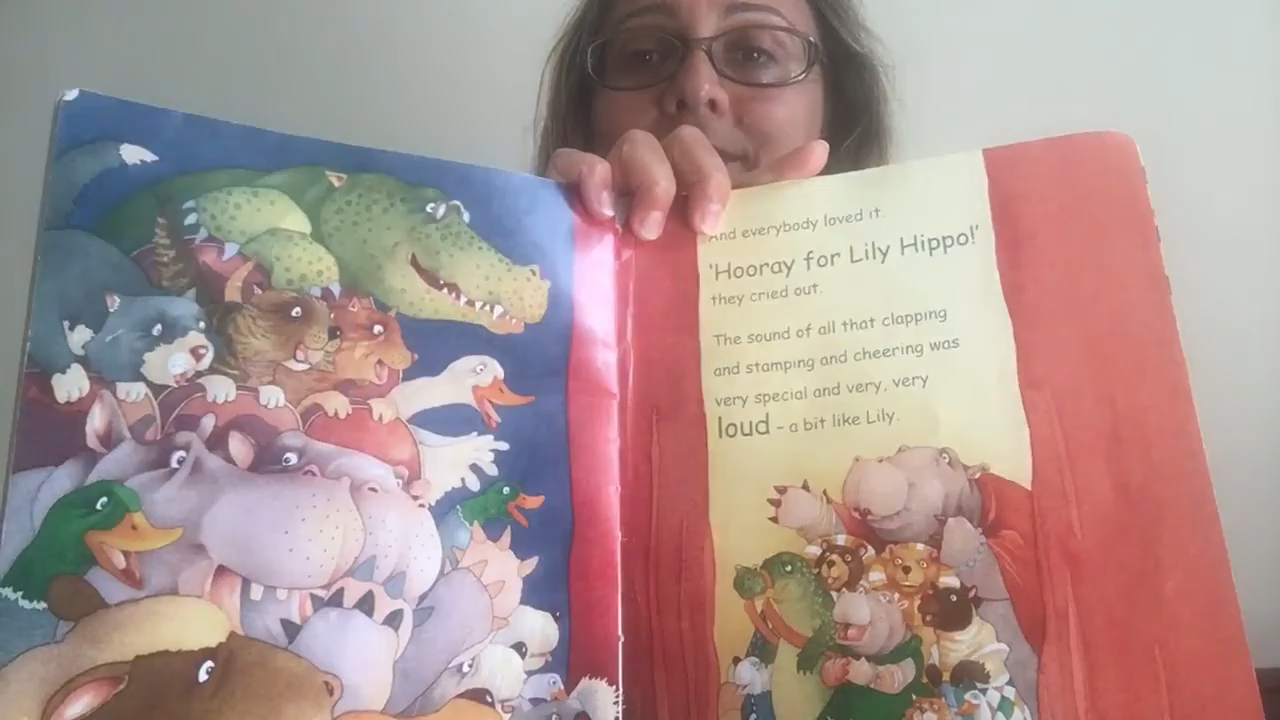 And everybody loved it.
'Hooray for Lily Hippo!'
they cried out.
The sound of all that clapping
and stamping and cheering was
very special and very, very
loud – a bit like Lily.